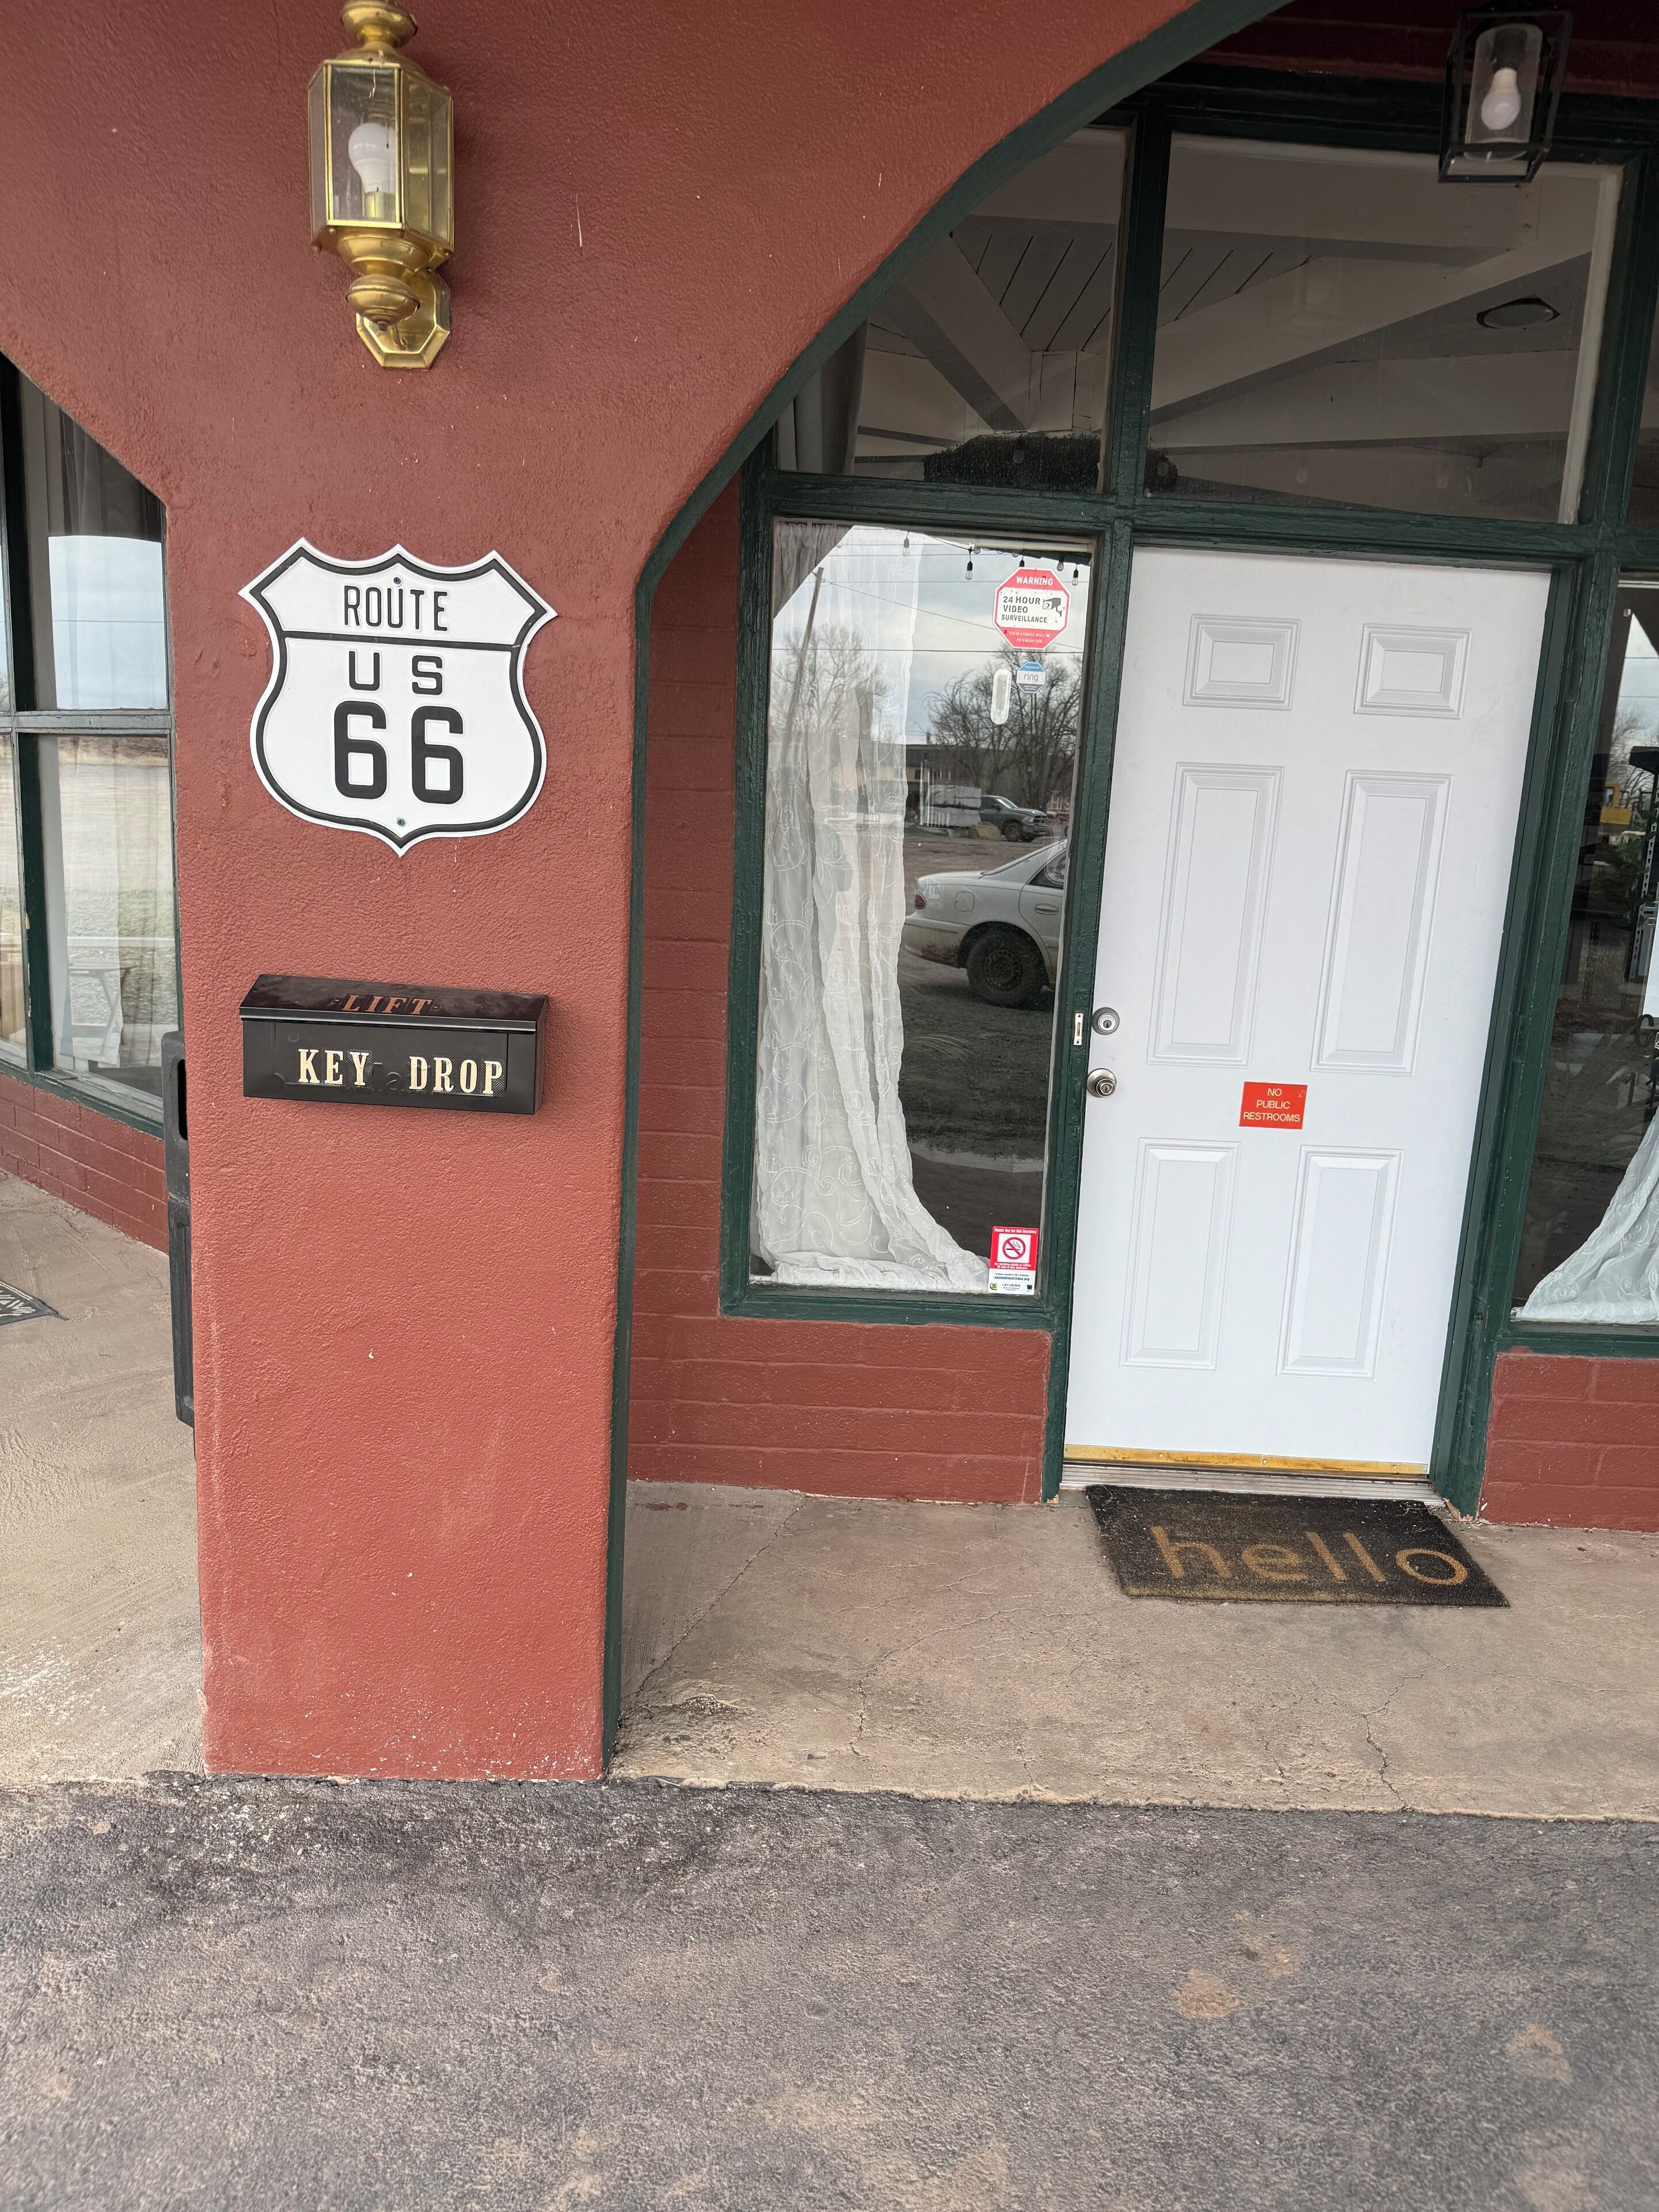 ROUTE
US
66
LIFT
KEY DROP
WARNING
24 HOUR
VIDEO
SURVEILLANCE
ring
NO
PUBLIC
RESTROOMS
hello